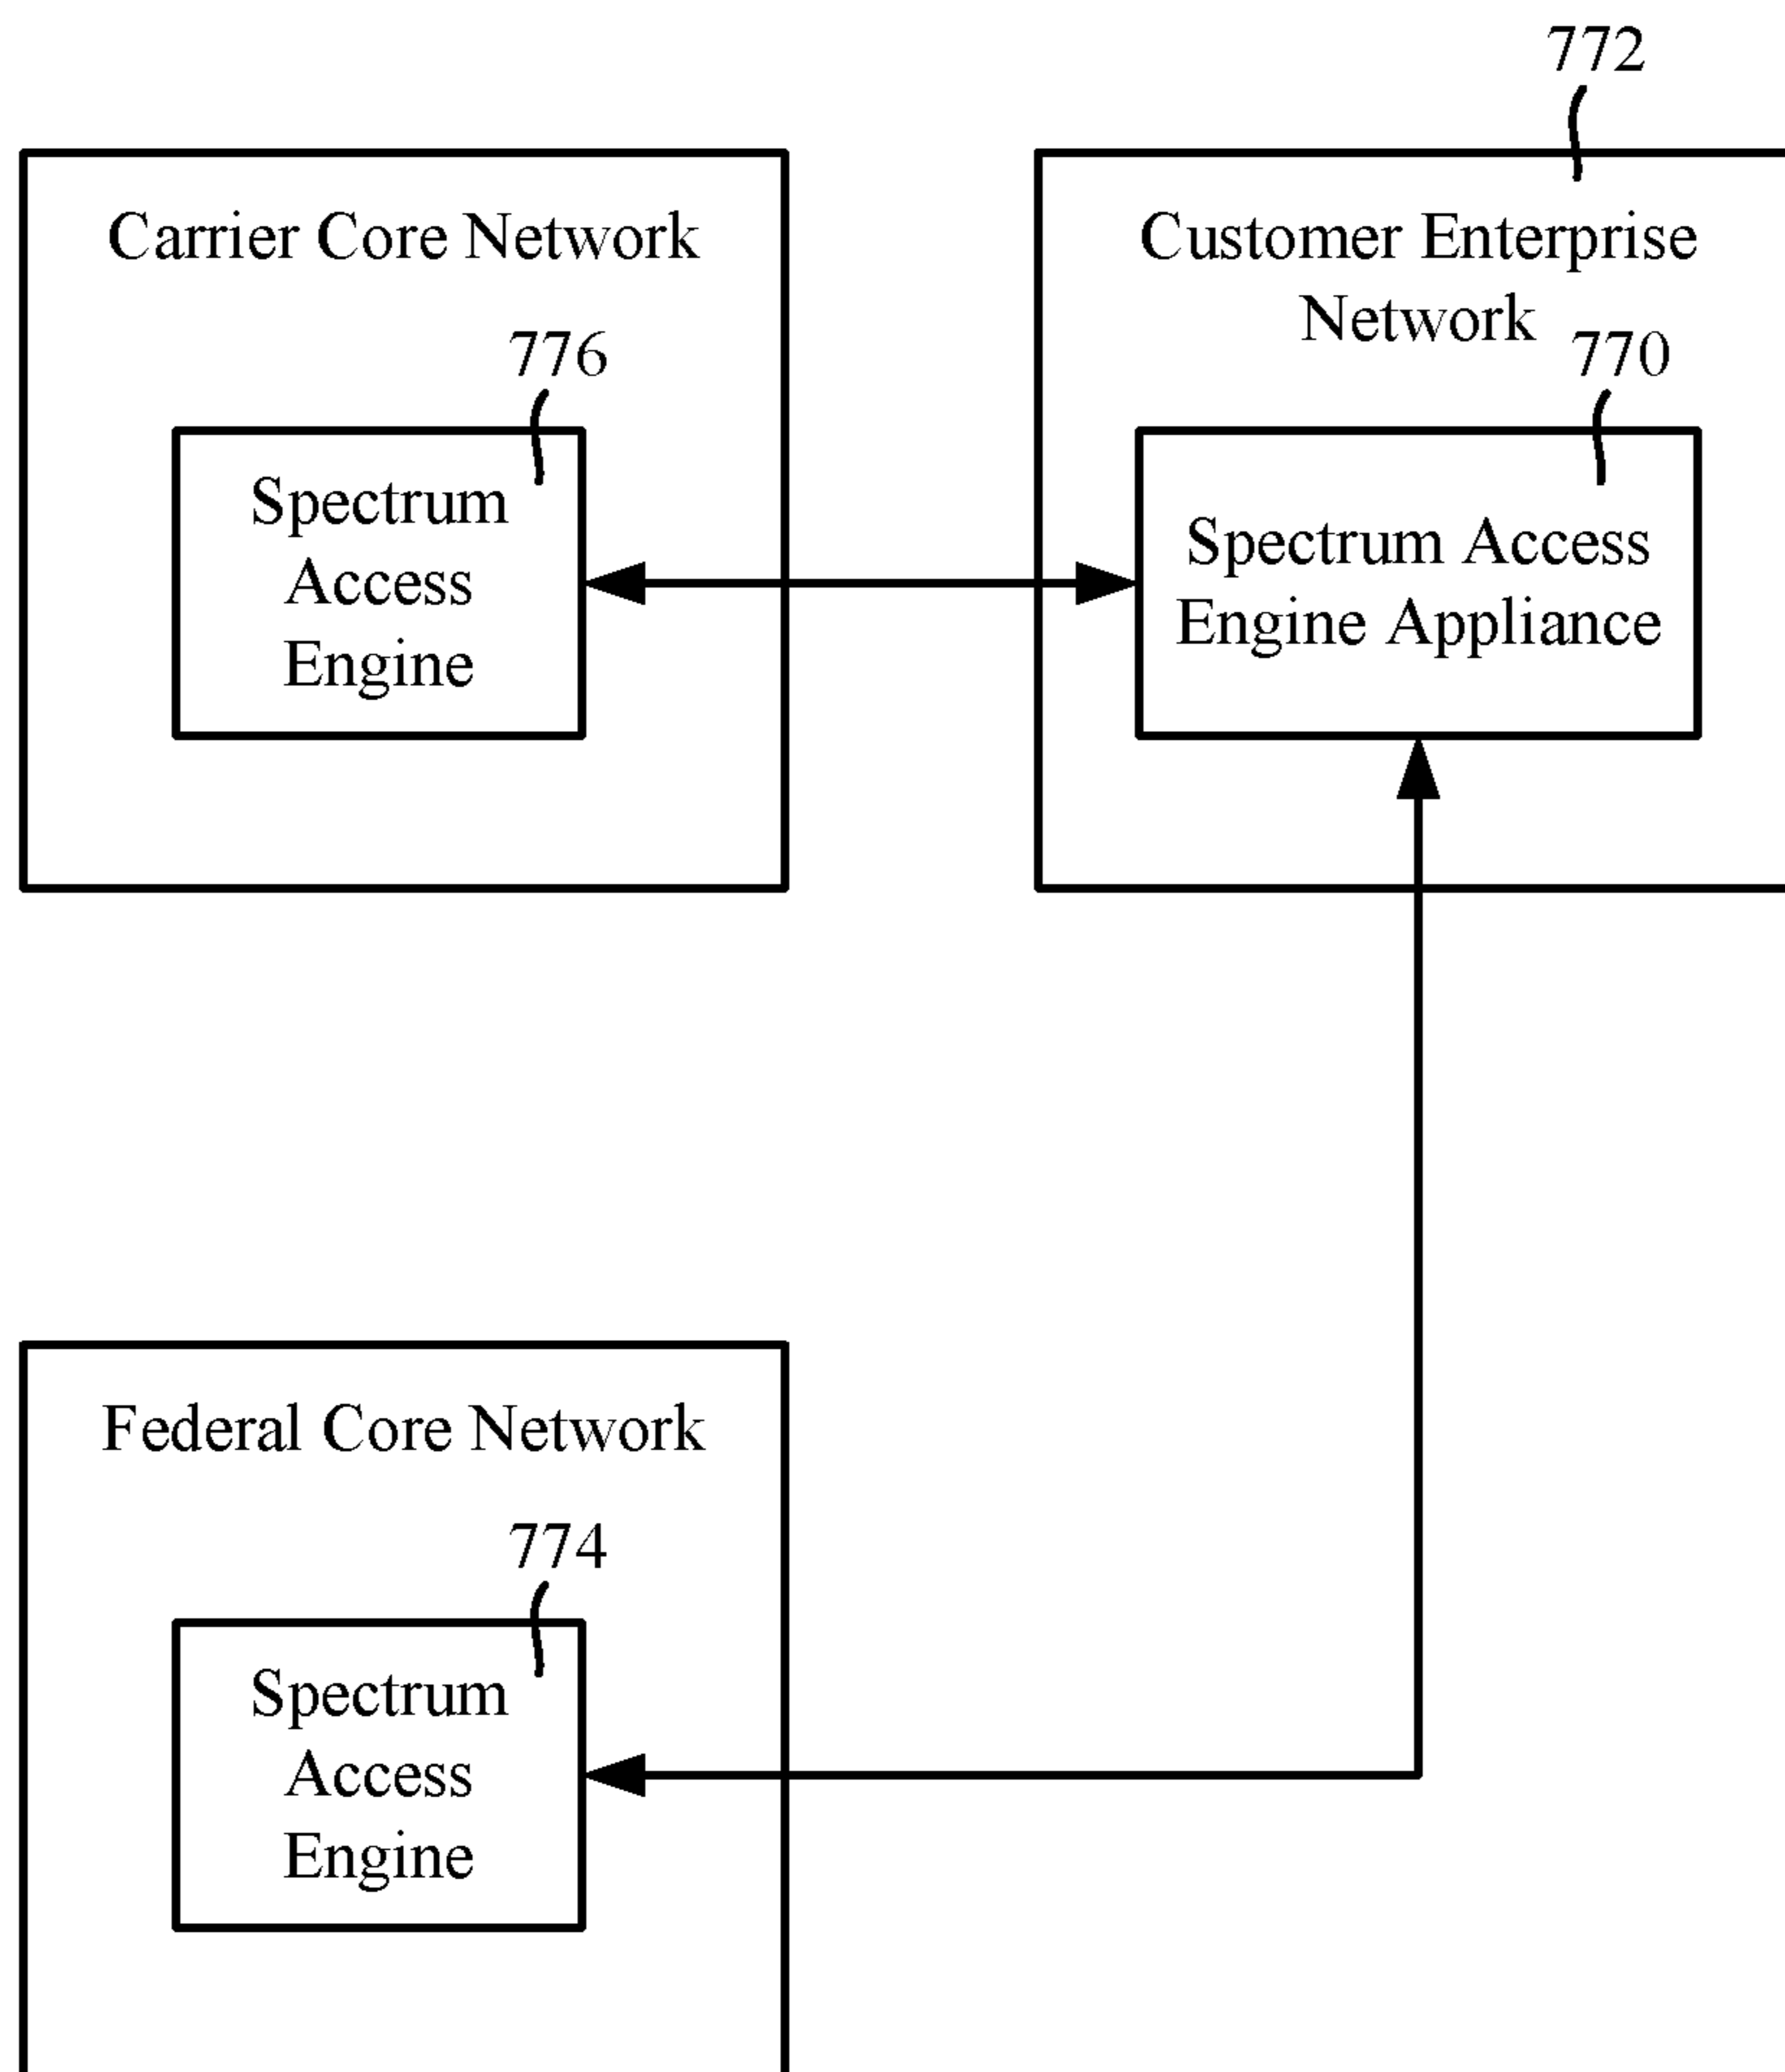 772
Carrier Core Network
776
Spectrum
Access
Engine
Customer Enterprise
Network
770
Spectrum Access
Engine Appliance
Federal Core Network
774
Spectrum
Access
Engine